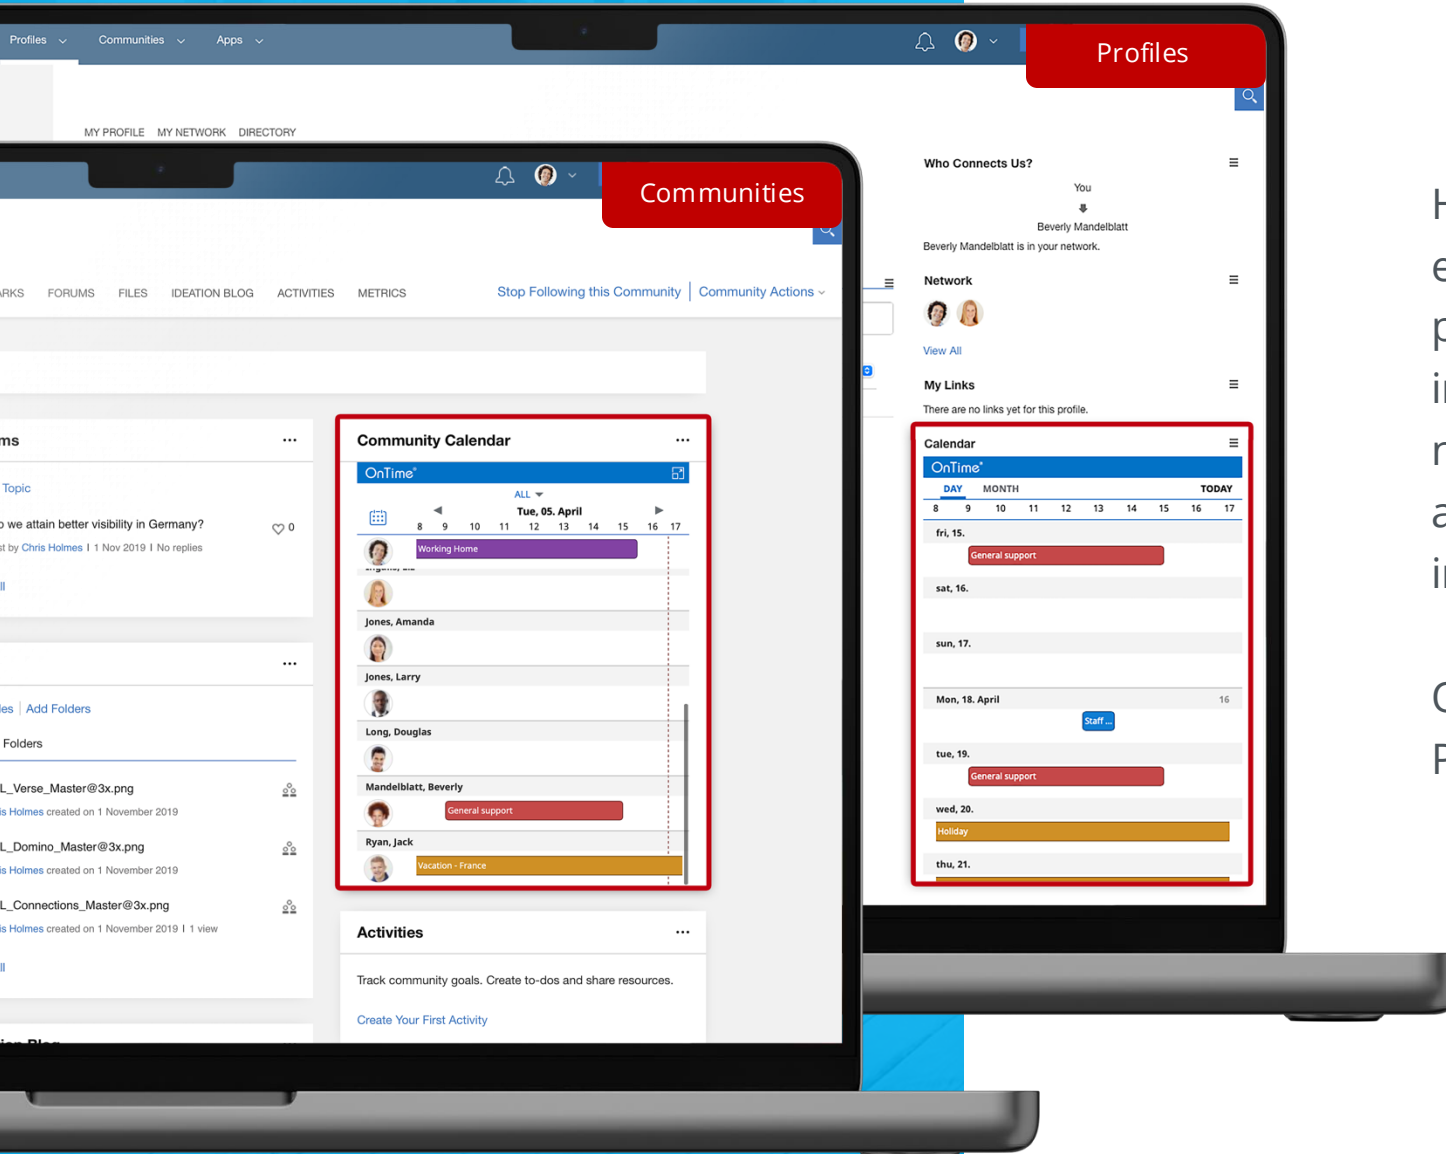 Profiles
Communities
Apps
Profiles
MY PROFILE MY NETWORK DIRECTORY
Who Connects Us?
You
Beverly Mandelblatt
Beverly Mandelblatt is in your network.
Network
View All
My Links
There are no links yet for this profile.
Calendar
OnTime
DAY MONTH TODAY
8 9 10 11 12 13 14 15 16 17
fri, 15.
General support
sat, 16.
sun, 17.
Mon, 18. April 16
Staff ...
tue, 19.
General support
wed, 20.
Holiday
thu, 21.
Communities
FORUMS FILES IDEATION BLOG ACTIVITIES METRICS
Stop Following this Community Community Actions
Topic
we attain better visibility in Germany?
0
by Chris Holmes | 1 Nov 2019 | No replies
Add Folders
Folders
L_Verse_Master@3x.png
Holmes created on 1 November 2019
L_Domino_Master@3x.png
Holmes created on 1 November 2019
L_Connections_Master@3x.png
Holmes created on 1 November 2019 | 1 view
Community Calendar
OnTime
ALL
Tue, 05. April
8 9 10 11 12 13 14 15 16 17
Working Home
Jones, Amanda
Jones, Larry
Long, Douglas
Mandelblatt, Beverly
General support
Ryan, Jack
Vacation - France
Activities
Track community goals. Create to-dos and share resources.
Create Your First Activity